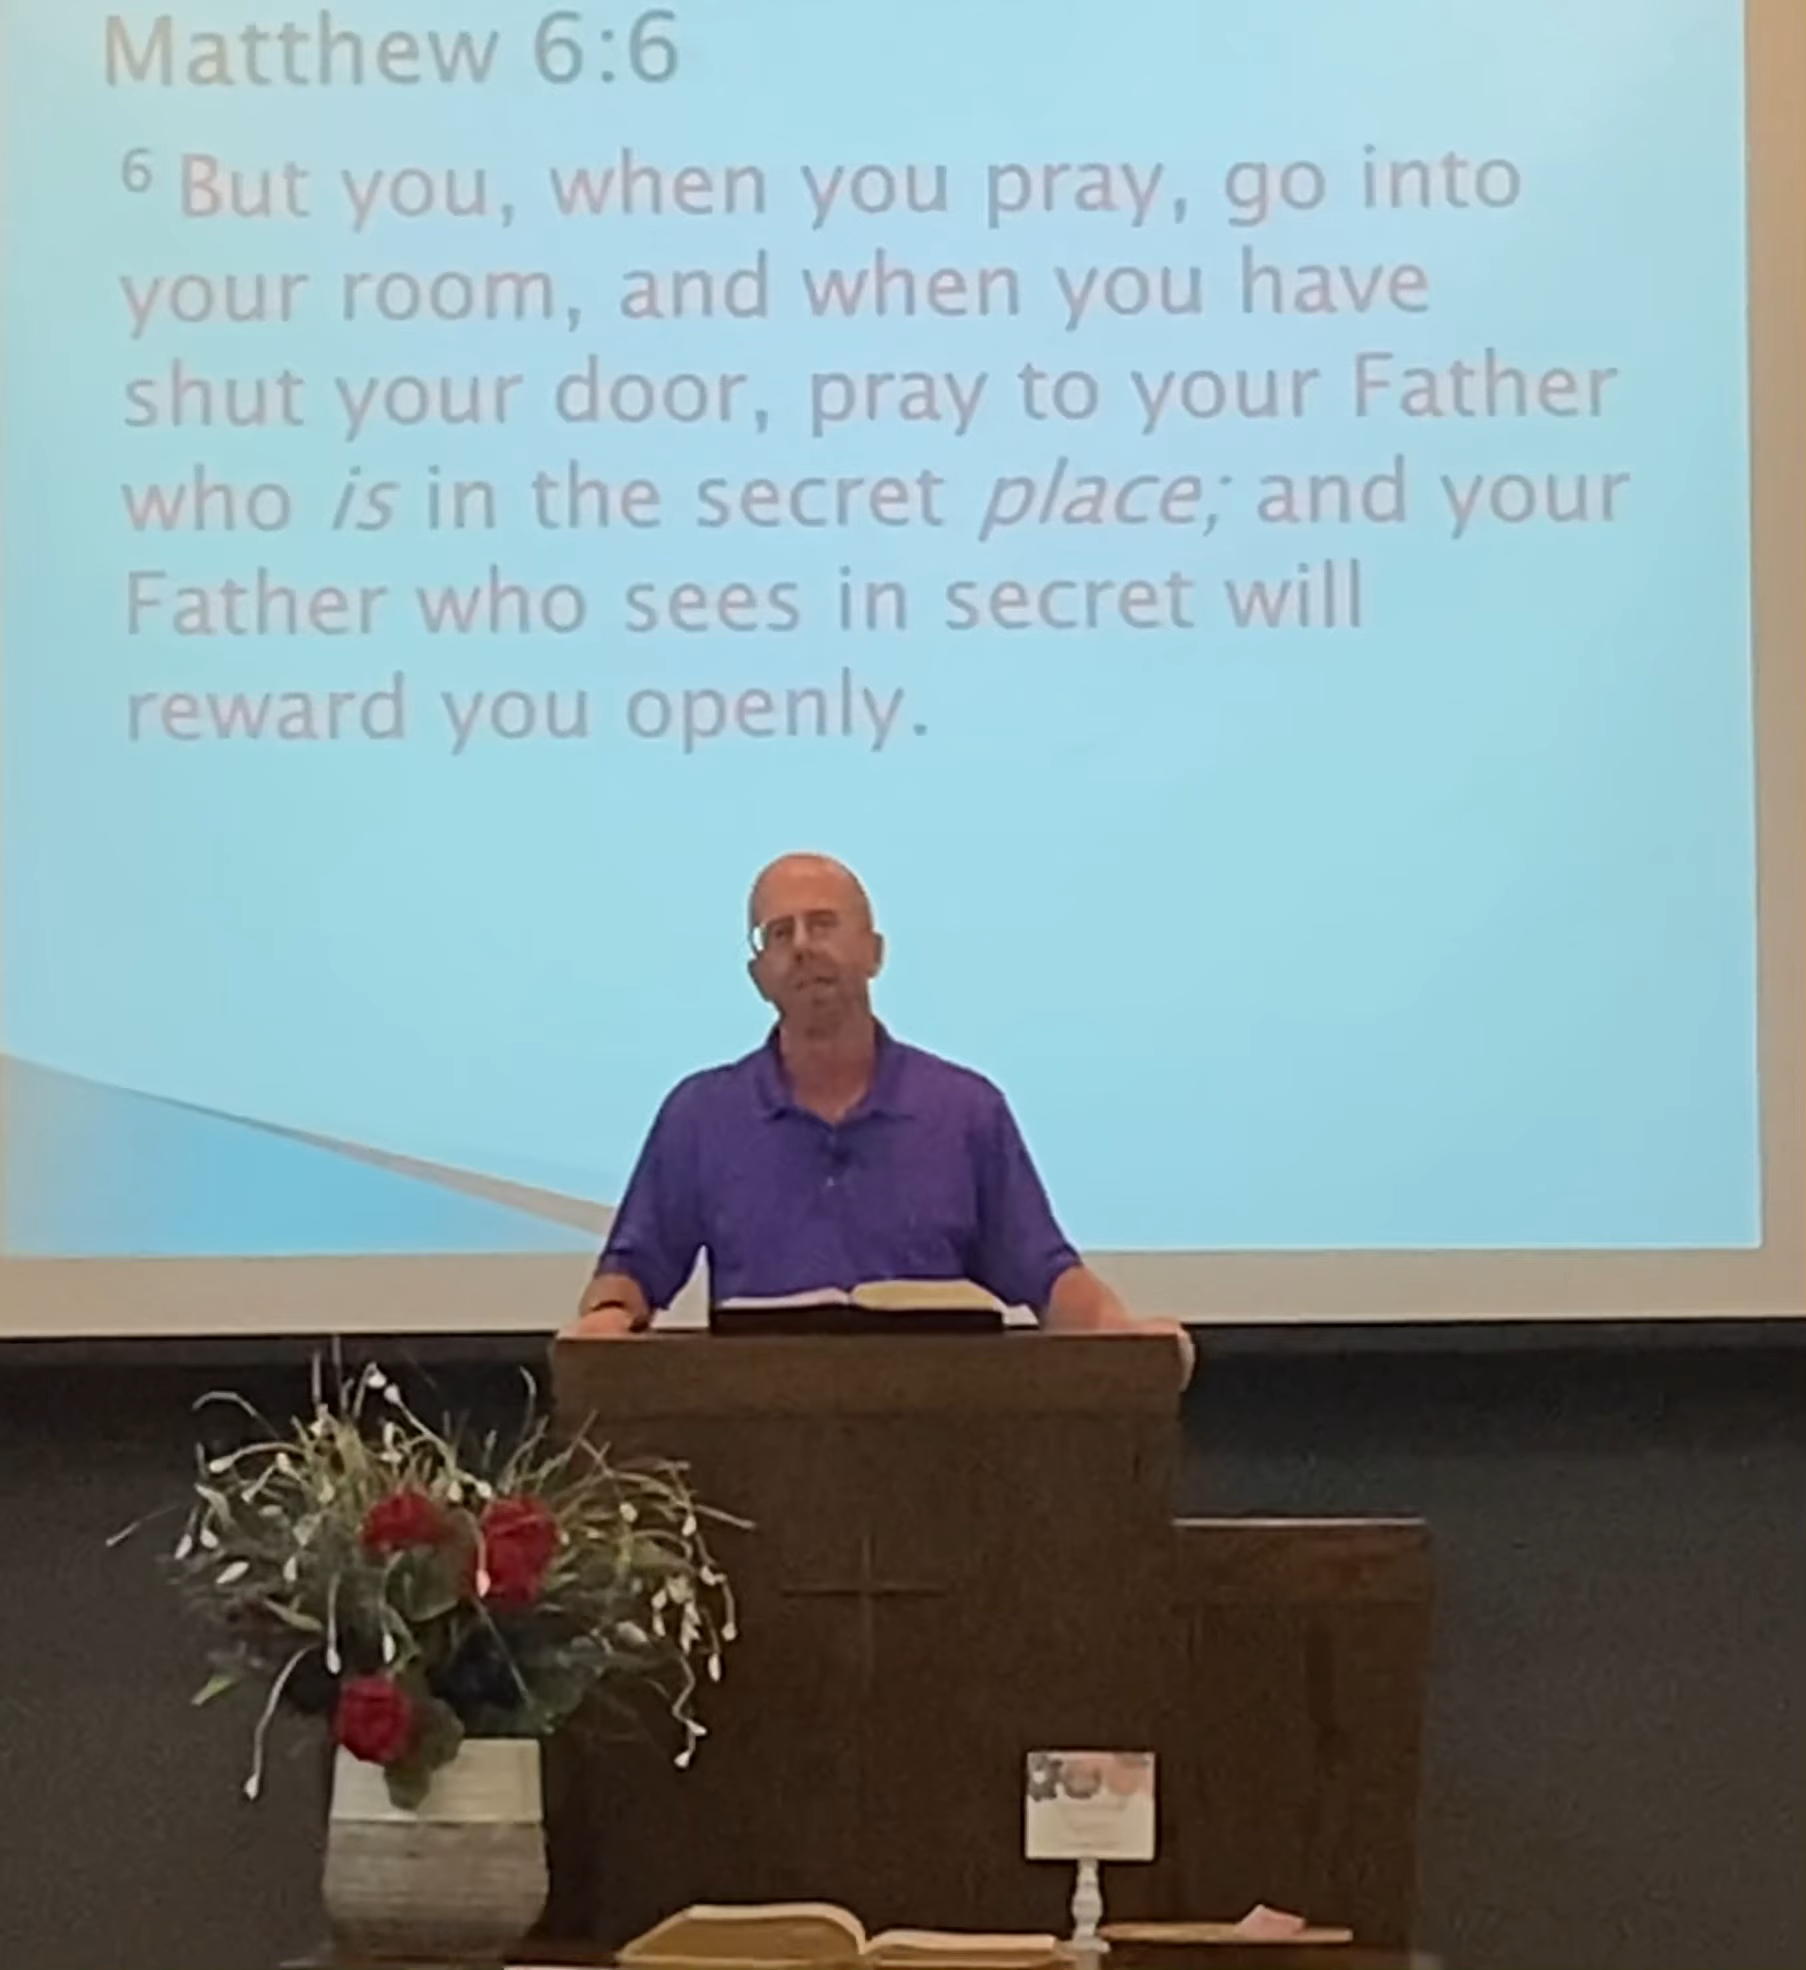 Matthew 6:6
6 But you, when you pray, go into
your room, and when you have
shut your door, pray to your Father
who is in the secret place; and your
Father who sees in secret will
reward you openly.